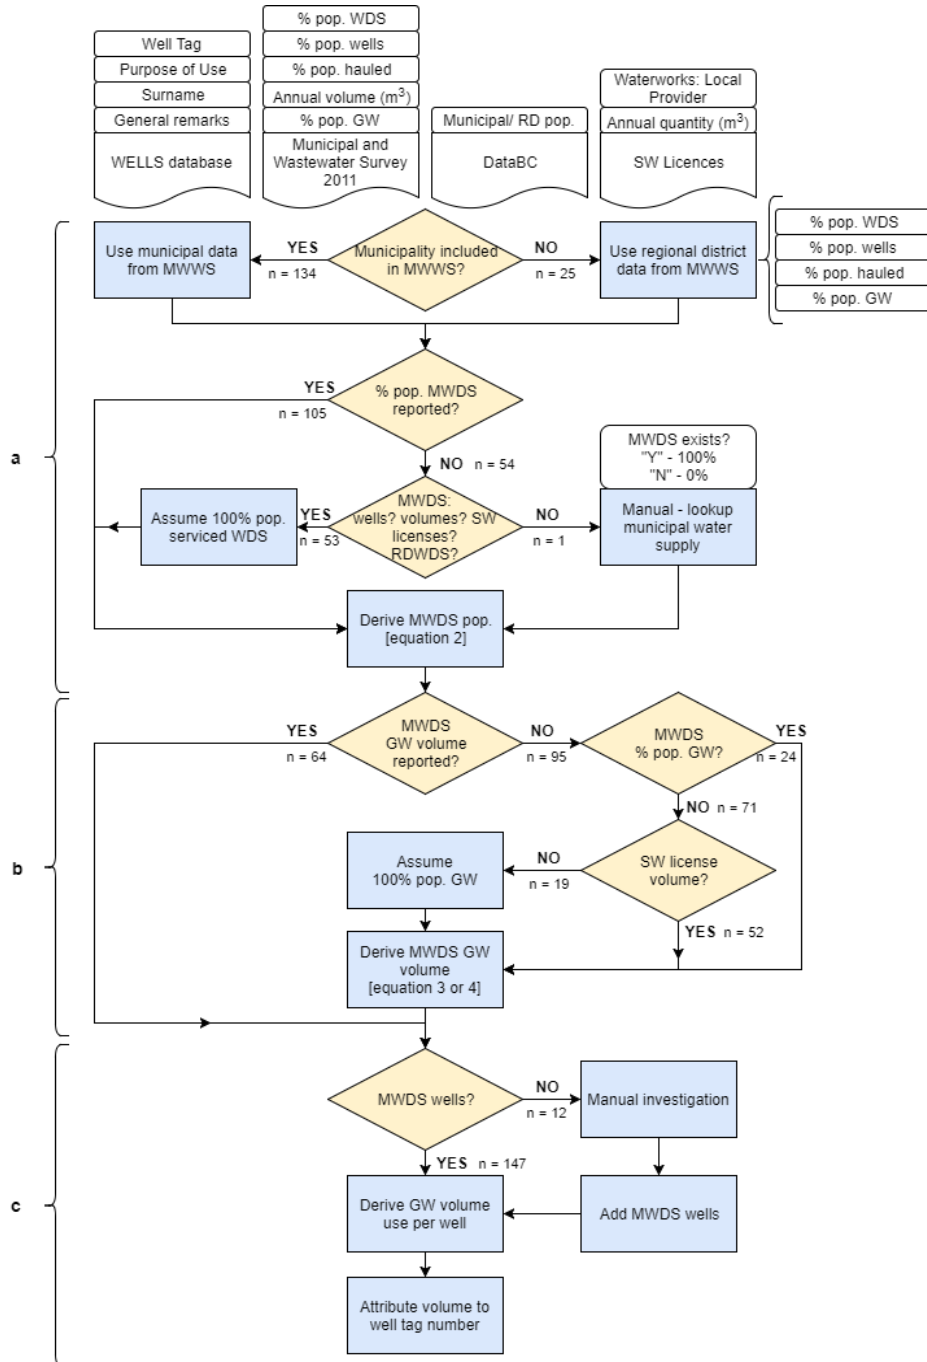 Well Tag
Purpose of Use
Surname
General remarks
WELLS database
% pop. WDS
% pop. wells
% pop. hauled
Annual volume (m³)
% pop. GW
Municipal and
Wastewater Survey
2011
Municipal/ RD pop.
DataBC
Waterworks: Local
Provider
Annual quantity (m³)
SW Licences
a
Use municipal data
from MWWS
YES
n = 134
Municipality included
in MWWS?
NO
n = 25
Use regional district
data from MWWS
% pop. WDS
% pop. wells
% pop. hauled
% pop. GW
YES
n = 105
% pop. MWDS
reported?
NO n = 54
MWDS exists?
"Y" - 100%
"N" - 0%
Assume 100% pop.
serviced WDS
YES
n = 53
MWDS:
wells? volumes? SW
licenses?
RDWDS?
NO
n = 1
Manual - lookup
municipal water
supply
Derive MWDS pop.
[equation 2]
b
YES
n = 64
MWDS
GW volume
reported?
NO
n = 95
MWDS
% pop. GW?
YES
n = 24
NO n = 71
Assume
100% pop. GW
NO
n = 19
SW license
volume?
YES n = 52
Derive MWDS GW
volume
[equation 3 or 4]
c
MWDS wells?
NO
n = 12
Manual investigation
YES n = 147
Derive GW volume
use per well
Add MWDS wells
Attribute volume to
well tag number